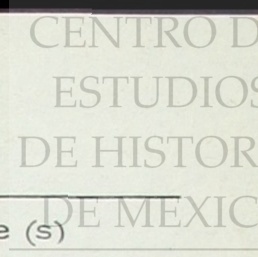 CENTRO D
ESTUDIOS
DE HISTOR
DE MEXIC
e (s)